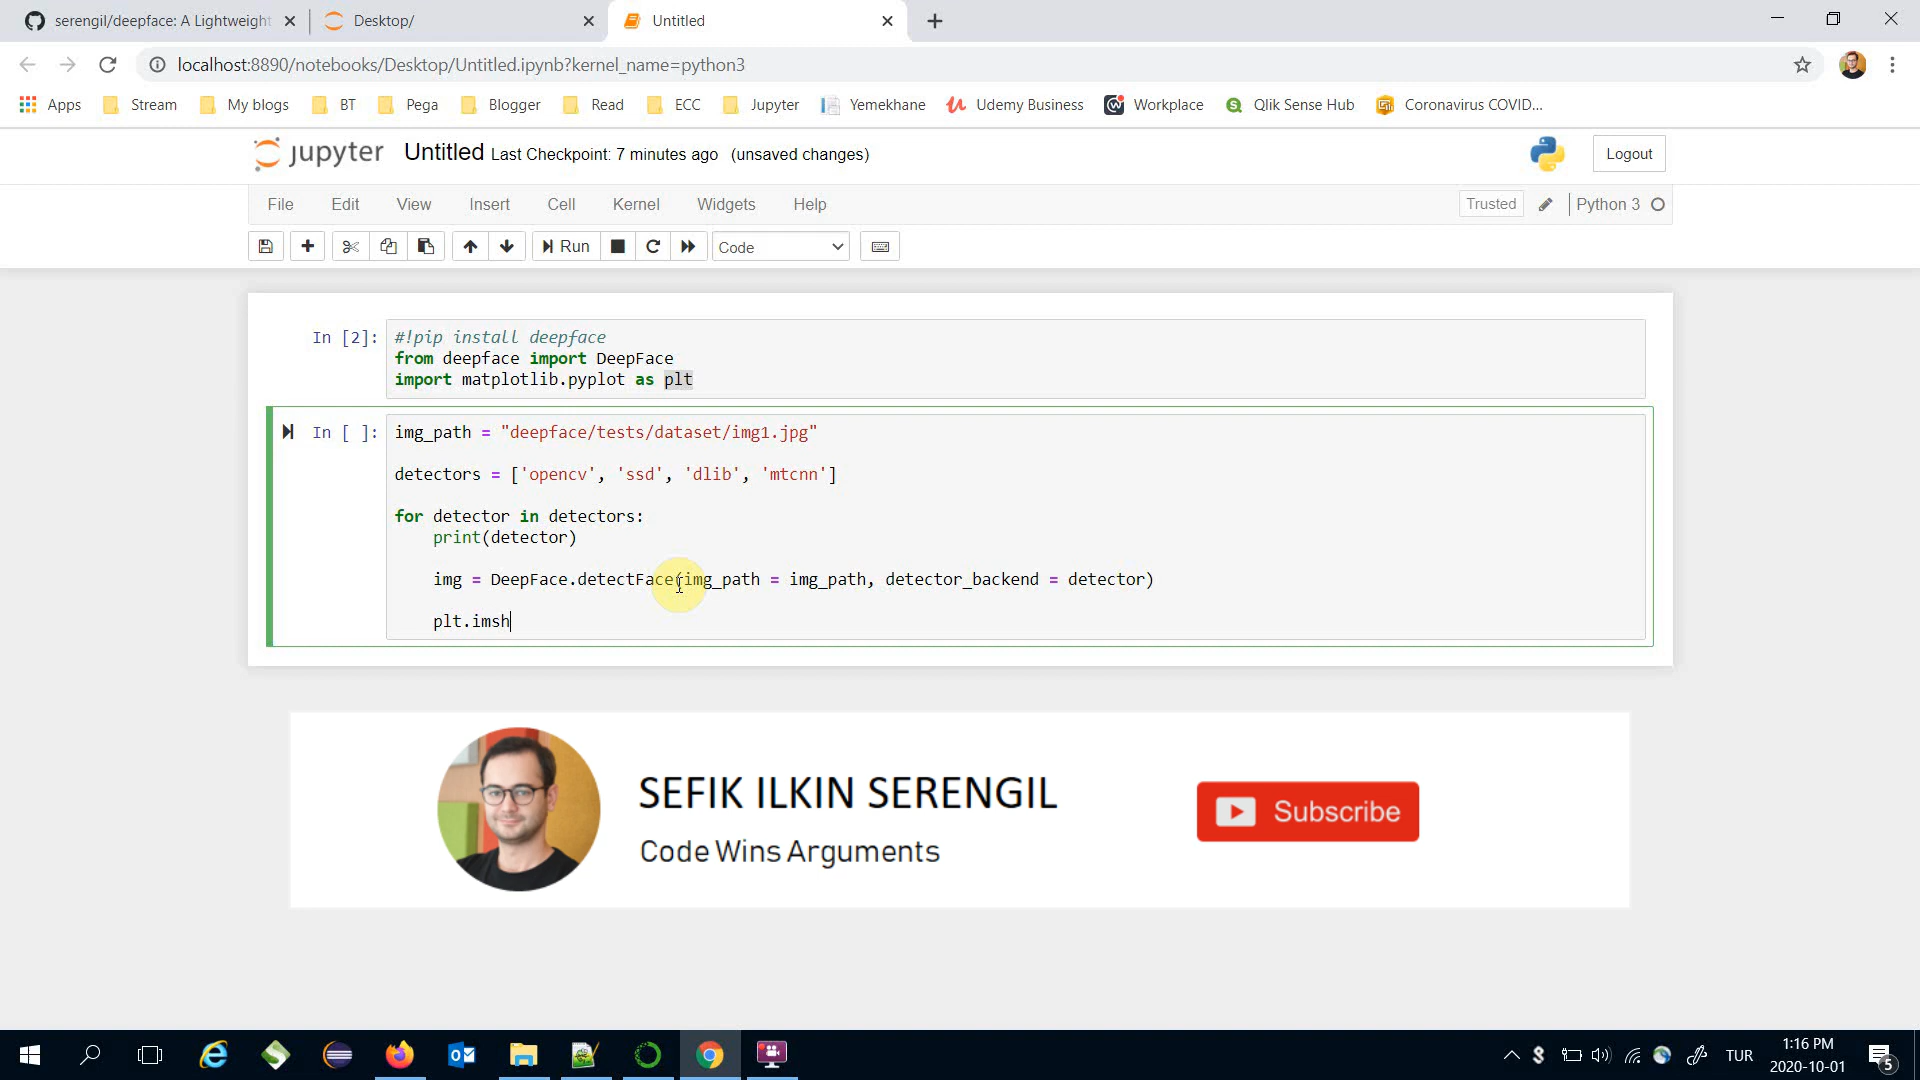 serengil/deepface: A Lightweight
Desktop/
Untitled
localhost:8890/notebooks/Desktop/Untitled.ipynb?kernel_name=python3
Apps Stream My blogs BT Pega Blogger Read ECC Jupyter Yemekhane Udemy Business Workplace Qlik Sense Hub Coronavirus COVID...
jupyter Untitled Last Checkpoint: 7 minutes ago (unsaved changes)
Logout
File Edit View Insert Cell Kernel Widgets Help
Trusted
Python 3
Run
Code
In [2]:
#!pip install deepface
from deepface import DeepFace
import matplotlib.pyplot as plt
In [ ]:
img_path = "deepface/tests/dataset/img1.jpg"
detectors = ['opencv', 'ssd', 'dlib', 'mtcnn']
for detector in detectors:
print(detector)
img = DeepFace.detectFace(img_path = img_path, detector_backend = detector)
plt.imsh
SEFIK ILKIN SERENGIL
Code Wins Arguments
Subscribe
TUR
1:16 PM
2020-10-01
5